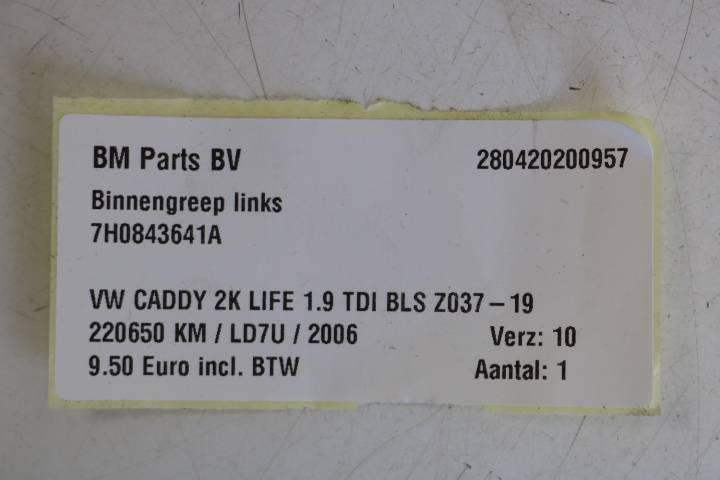 BM Parts BV 280420200957
Binnengreep links
7H0843641A
VW CADDY 2K LIFE 1.9 TDI BLS Z037 – 19
220650 KM / LD7U / 2006 Verz: 10
9.50 Euro incl. BTW Aantal: 1